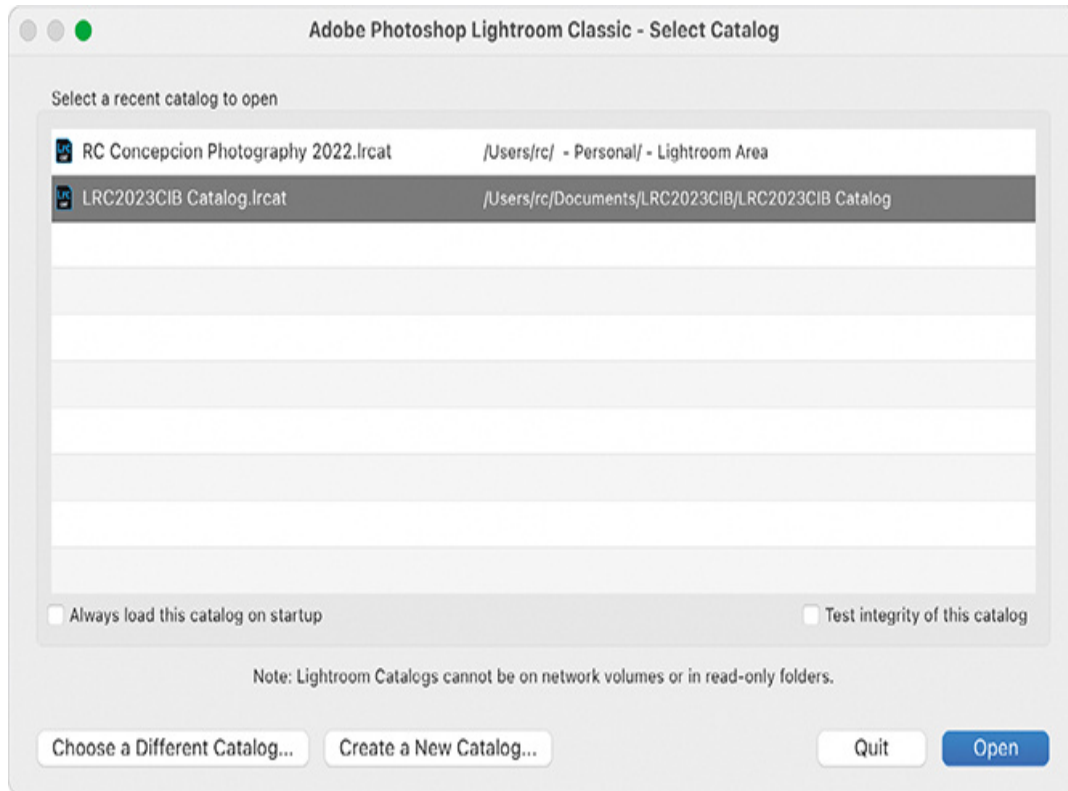 Adobe Photoshop Lightroom Classic - Select Catalog
Select a recent catalog to open
RC Concepcion Photography 2022.lrcat /Users/rc/ - Personal/ - Lightroom Area
LRC2023CIB Catalog.lrcat /Users/rc/Documents/LRC2023CIB/LRC2023CIB Catalog
Always load this catalog on startup Test integrity of this catalog
Note: Lightroom Catalogs cannot be on network volumes or in read-only folders.
Choose a Different Catalog... Create a New Catalog... Quit Open